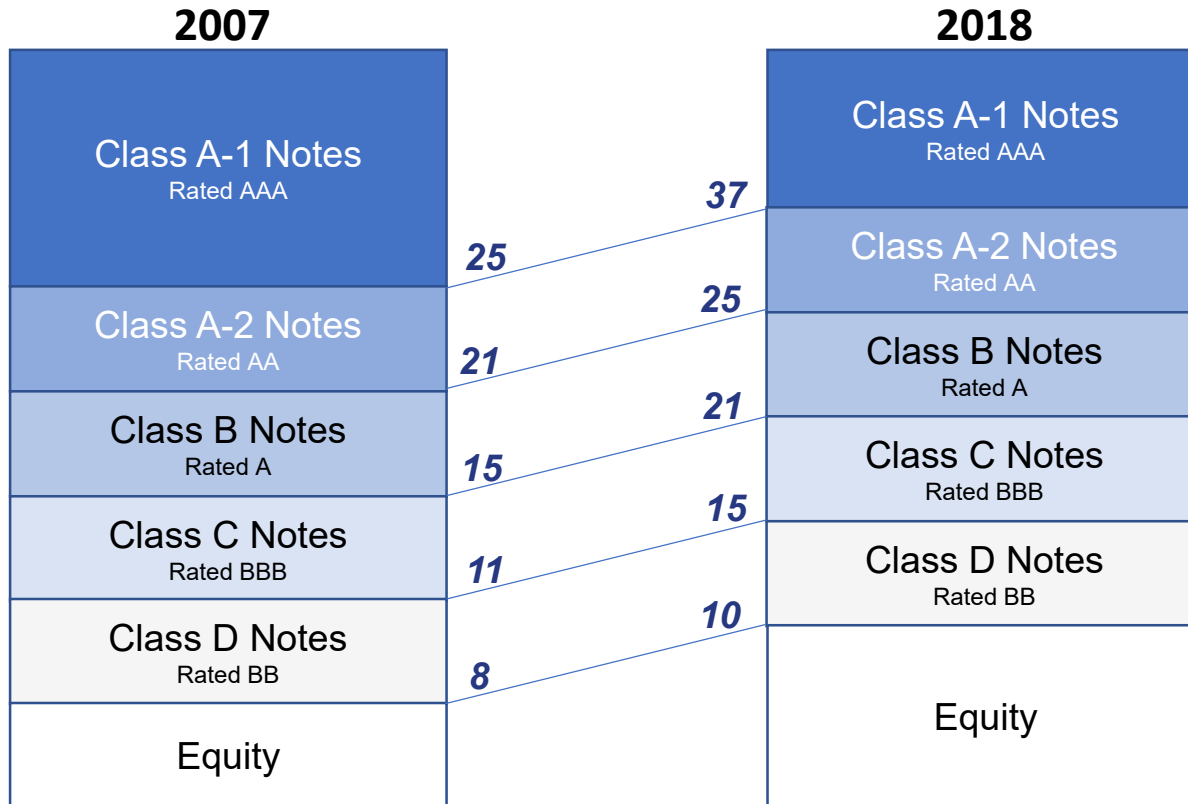 2007
Class A-1 Notes
Rated AAA
25
Class A-2 Notes
Rated AA
21
Class B Notes
Rated A
15
Class C Notes
Rated BBB
11
Class D Notes
Rated BB
8
Equity
2018
Class A-1 Notes
Rated AAA
37
Class A-2 Notes
Rated AA
25
Class B Notes
Rated A
21
Class C Notes
Rated BBB
15
Class D Notes
Rated BB
10
Equity